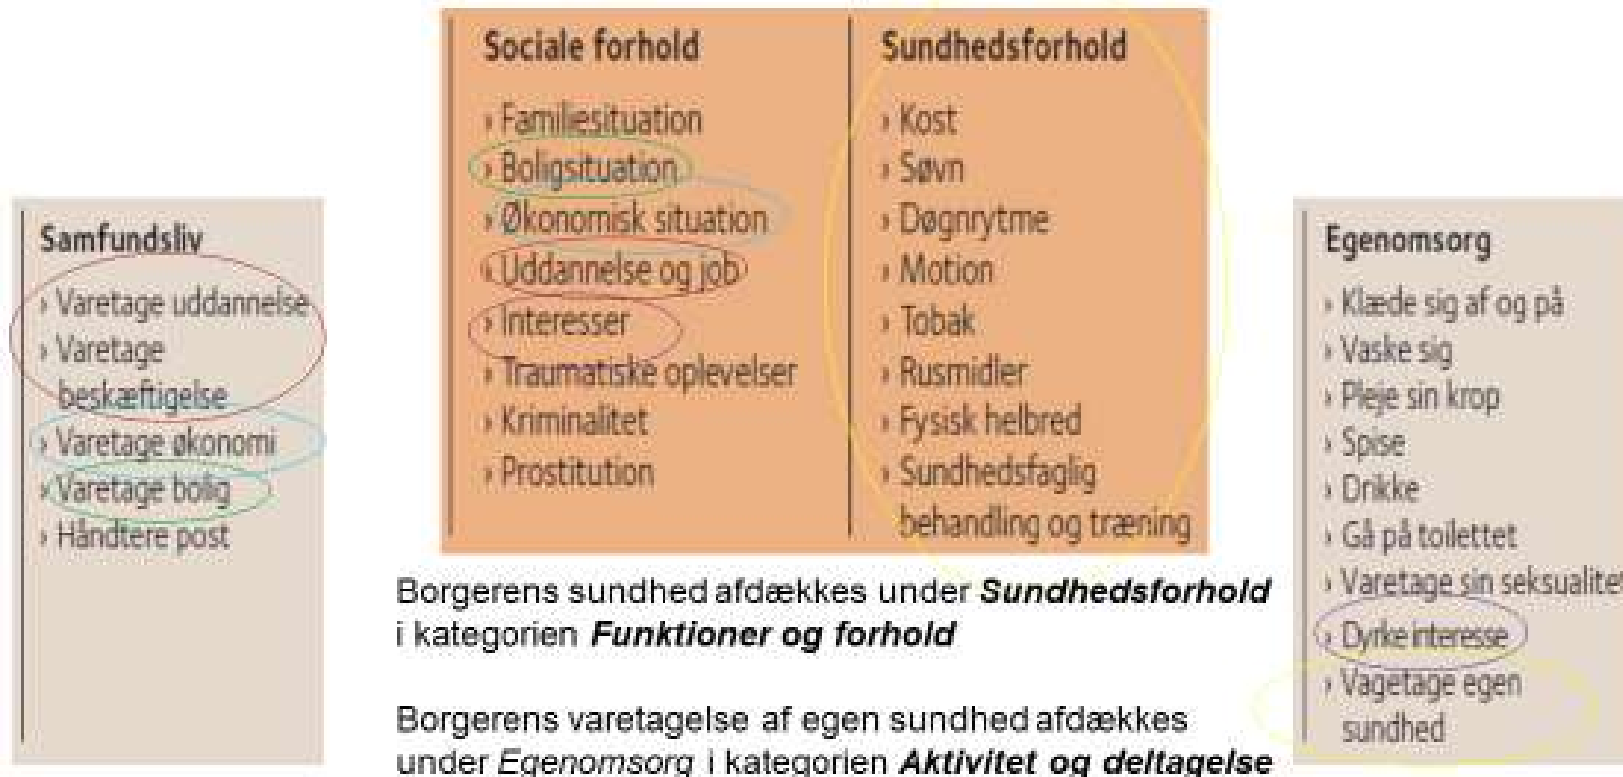 Samfundsliv
› Varetage uddannelse
› Varetage
beskæftigelse
› Varetage økonomi
› Varetage bolig
› Håndtere post
Sociale forhold
› Familiesituation
› Boligsituation
› Økonomisk situation
› Uddannelse og job
› Interesser
› Traumatiske oplevelser
› Kriminalitet
› Prostitution
Sundhedsforhold
› Kost
› Søvn
› Døgnrytme
› Motion
› Tobak
› Rusmidler
› Fysisk helbred
› Sundhedsfaglig
behandling og træning
Borgerens sundhed afdækkes under Sundhedsforhold
i kategorien Funktioner og forhold
Borgerens varetagelse af egen sundhed afdækkes
under Egenomsorg i kategorien Aktivitet og deltagelse
Egenomsorg
› Klæde sig af og på
› Vaske sig
› Pleje sin krop
› Spise
› Drikke
› Gå på toilettet
› Varetage sin seksualitet
› Dyrke interesse
› Vagetage egen
sundhed